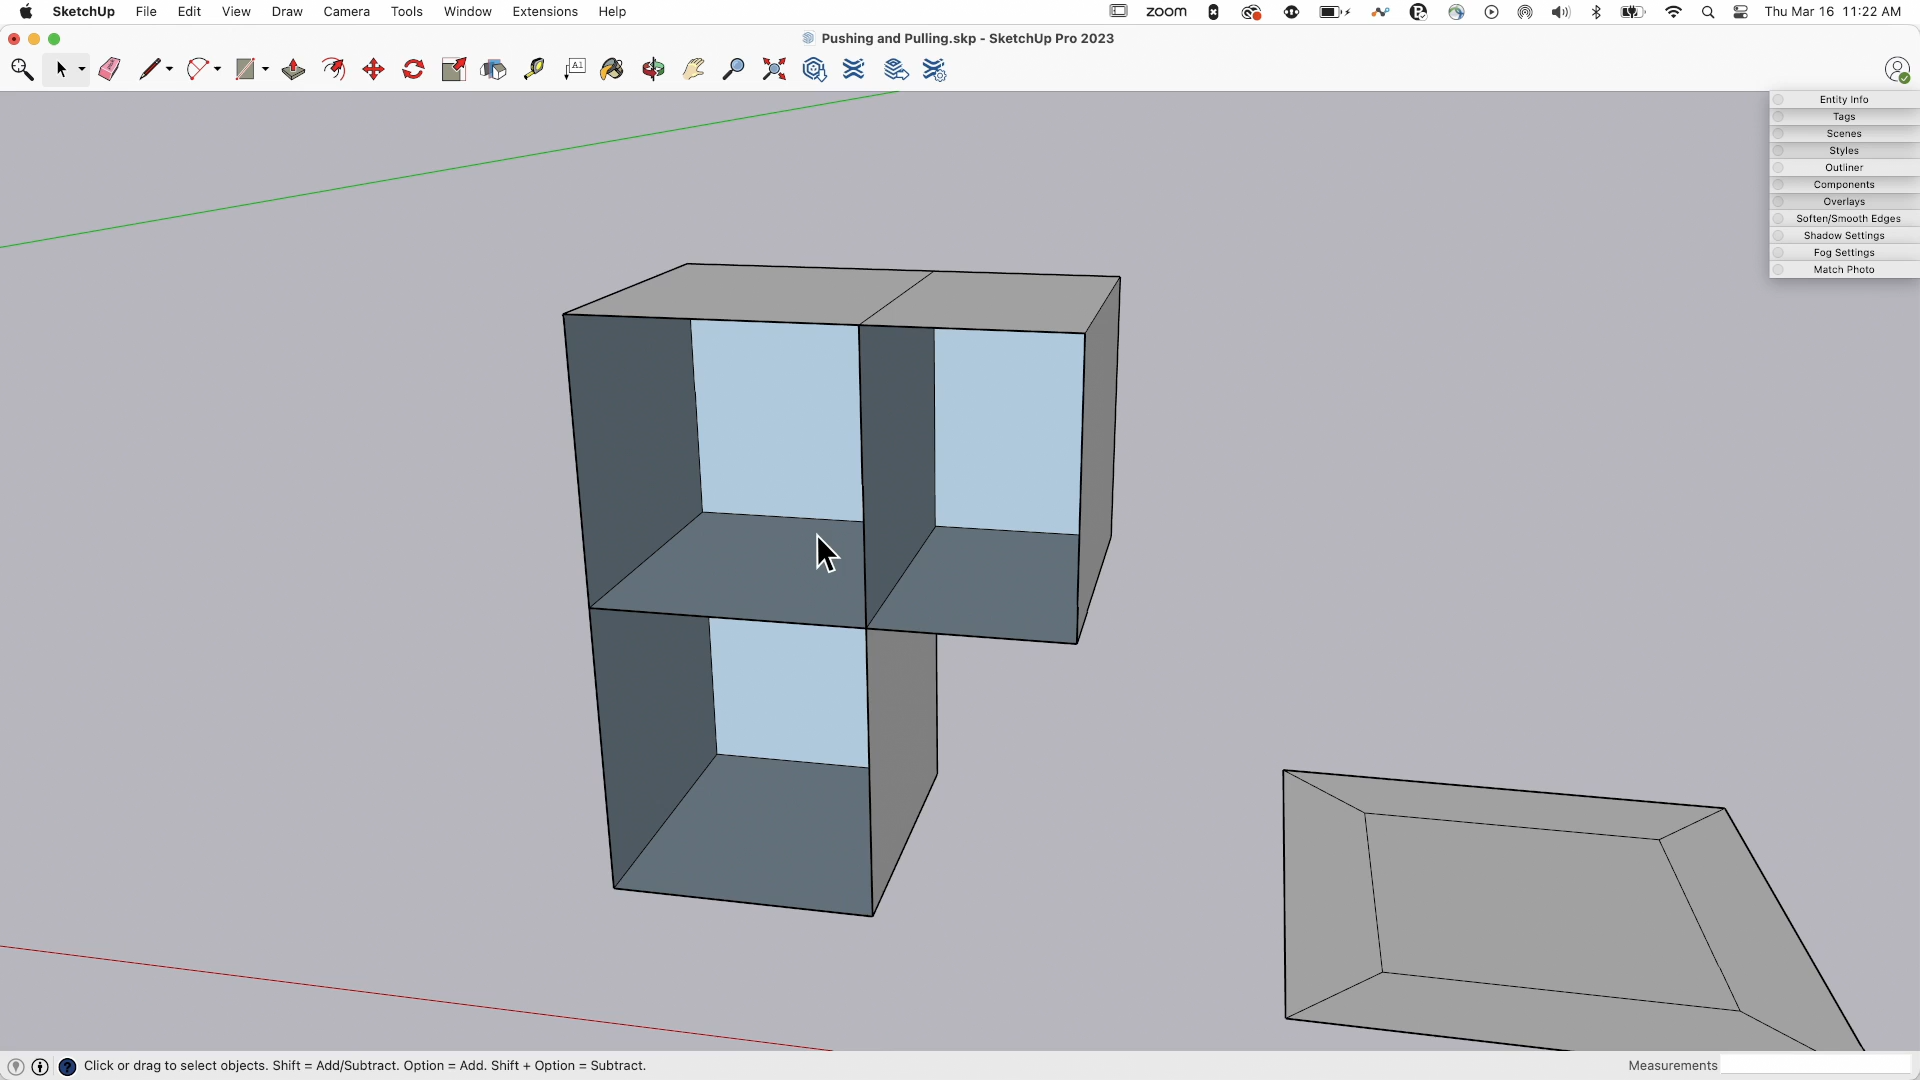 SketchUp File Edit View Draw Camera Tools Window Extensions Help zoom Thu Mar 16 11:22 AM
Pushing and Pulling.skp - SketchUp Pro 2023
A1
Entity Info
Tags
Scenes
Styles
Outliner
Components
Overlays
Soften/Smooth Edges
Shadow Settings
Fog Settings
Match Photo
Click or drag to select objects. Shift = Add/Subtract. Option = Add. Shift + Option = Subtract. Measurements